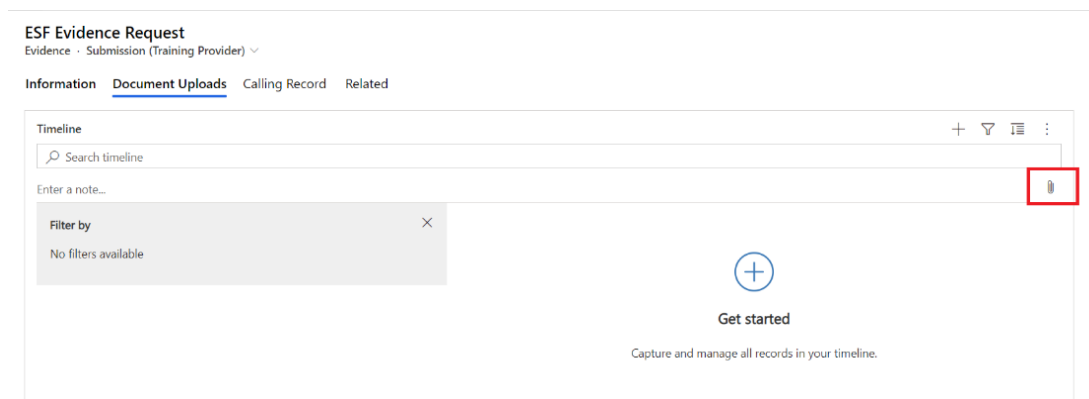 ESF Evidence Request
Evidence · Submission (Training Provider)
Information Document Uploads Calling Record Related
Timeline
Search timeline
Enter a note...
Filter by
No filters available
Get started
Capture and manage all records in your timeline.